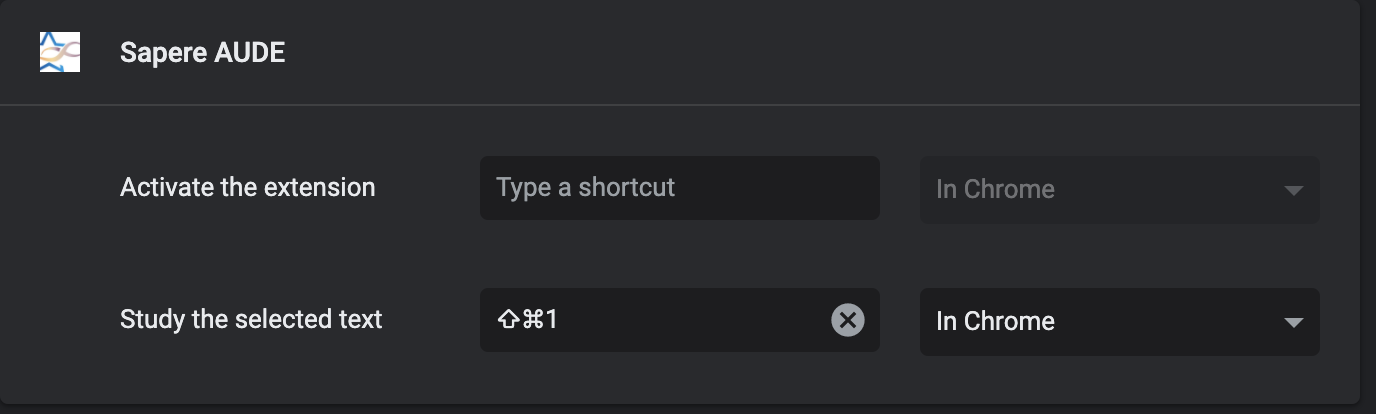 Sapere AUDE
Activate the extension Type a shortcut In Chrome
Study the selected text ⇧⌘1 In Chrome